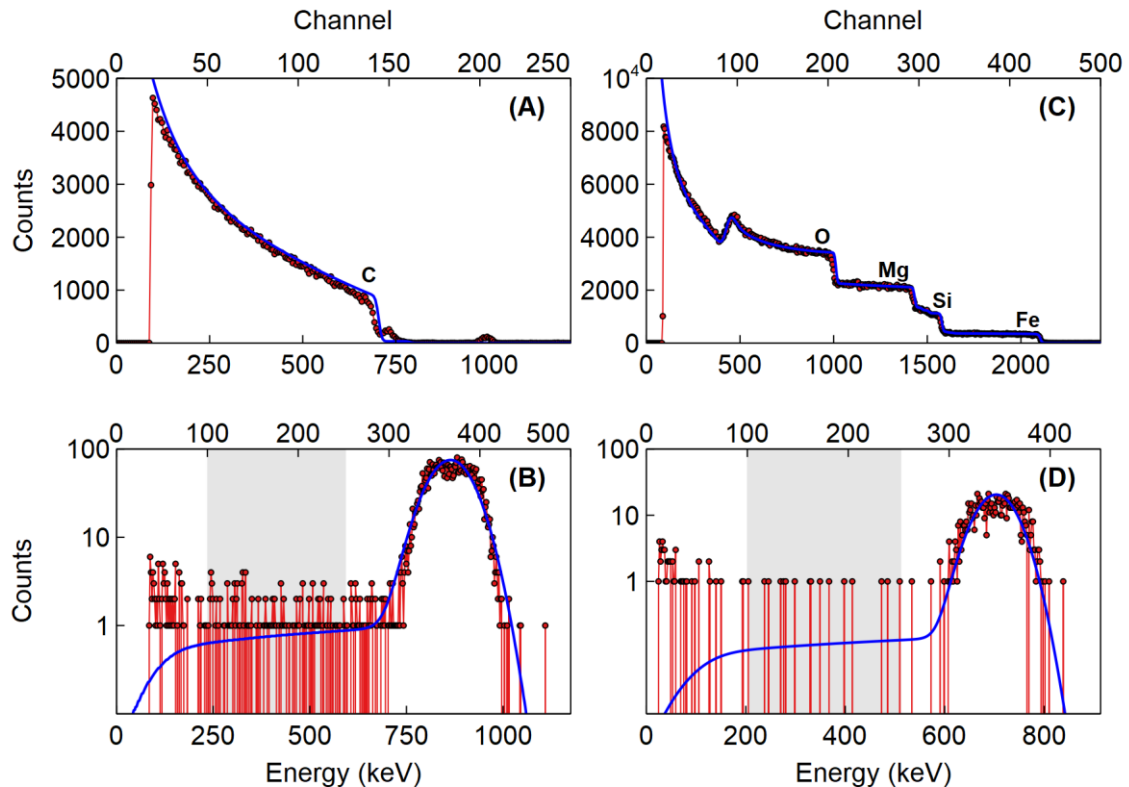 Channel
Channel
0 50 100 150 200 250
0 100 200 300 400 500
5000
4000
3000
2000
1000
0
Counts
(A)
C
0 250 500 750 1000
10⁴
8000
6000
4000
2000
0
(C)
O
Mg
Si
Fe
0 500 1000 1500 2000
0 100 200 300 400 500
0 100 200 300 400
100
10
1
Counts
(B)
0 250 500 750 1000
Energy (keV)
100
10
1
(D)
0 200 400 600 800
Energy (keV)